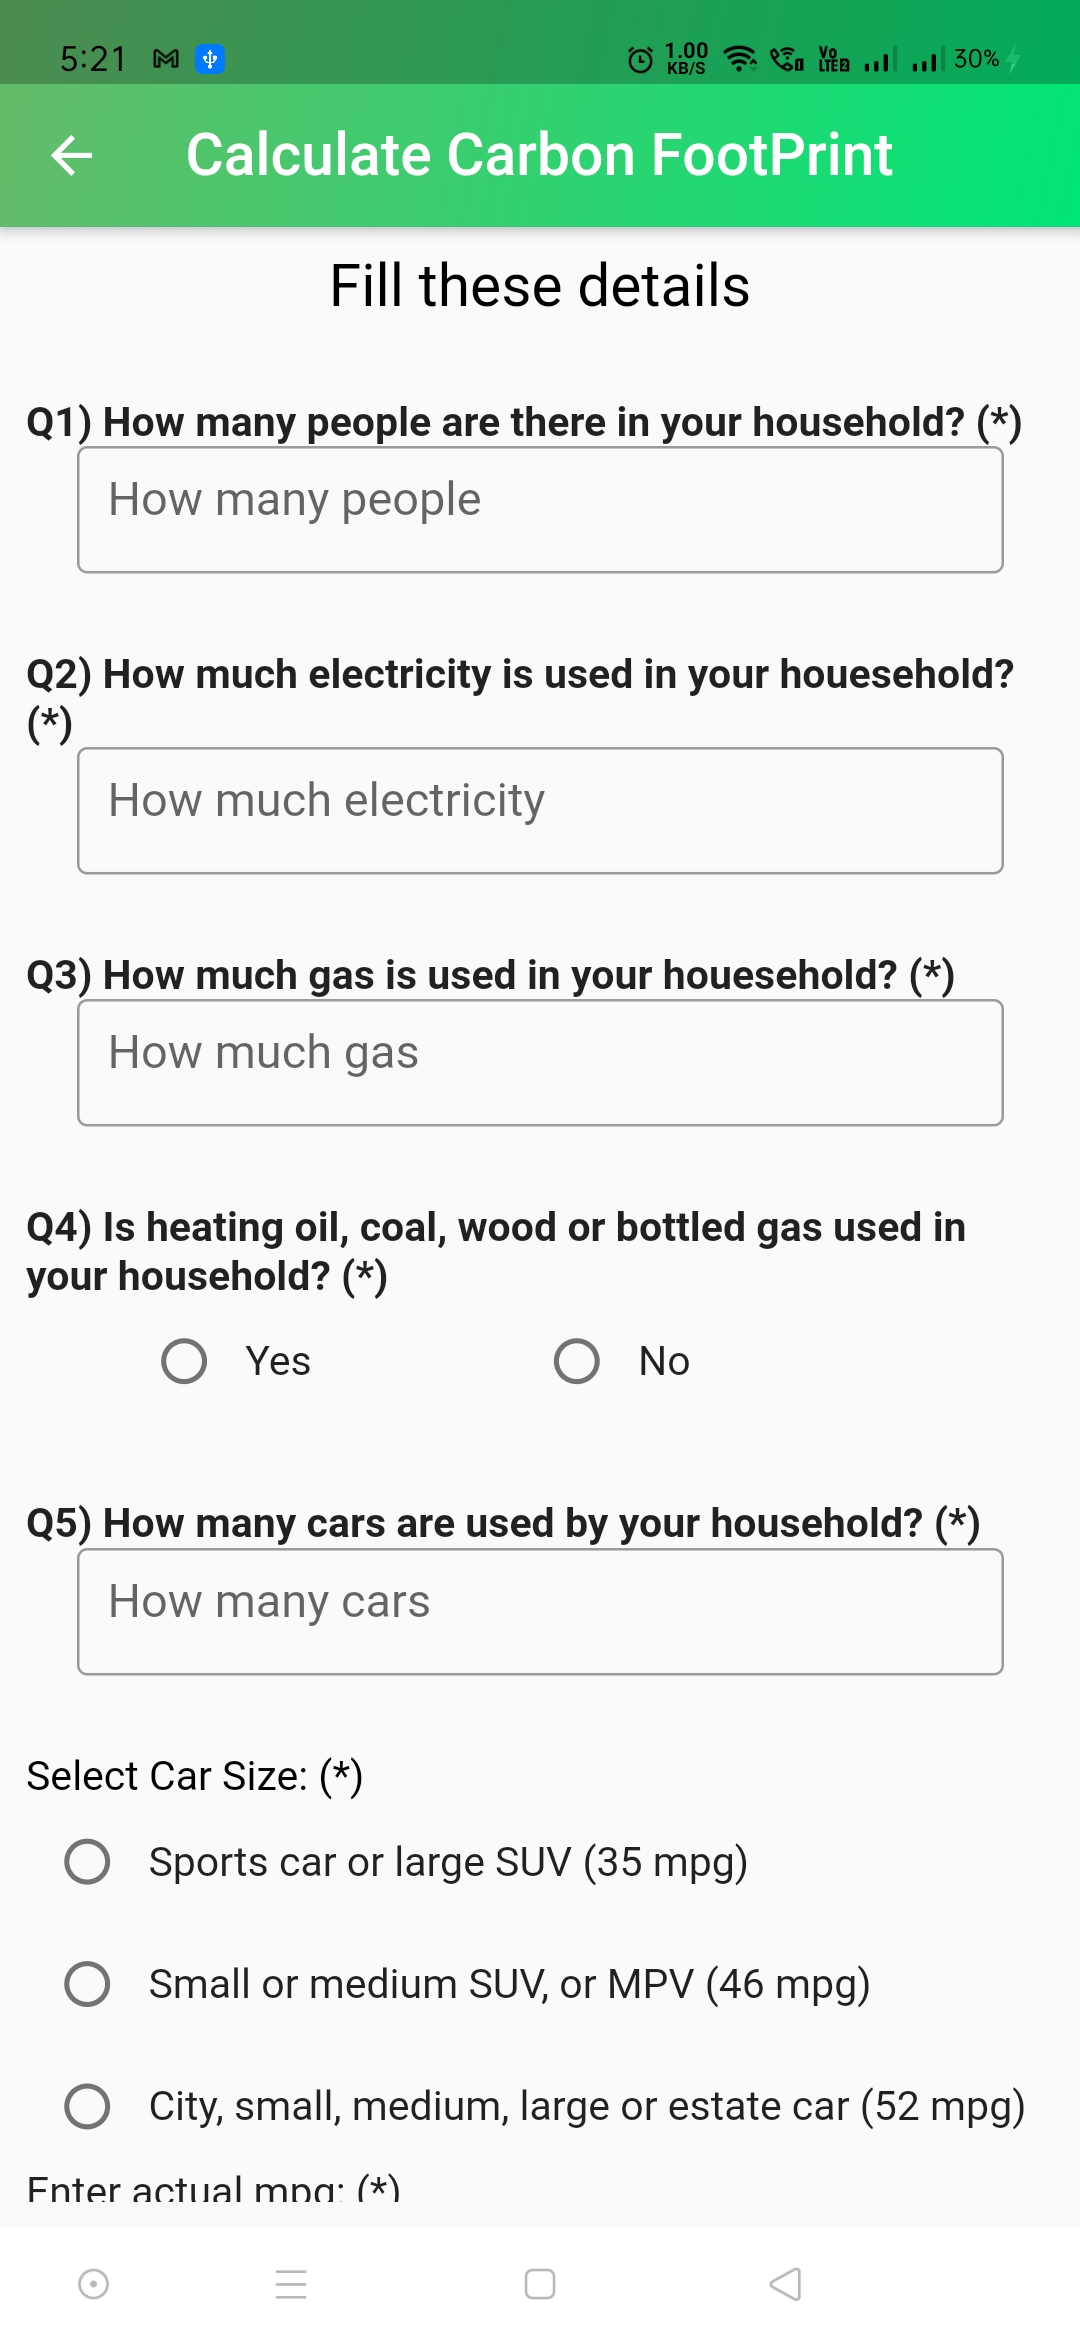 5:21 1.00 KB/S Vo LTE2 30%
Calculate Carbon FootPrint
Fill these details
Q1) How many people are there in your household? (*)
How many people
Q2) How much electricity is used in your houesehold?
(*)
How much electricity
Q3) How much gas is used in your houesehold? (*)
How much gas
Q4) Is heating oil, coal, wood or bottled gas used in
your household? (*)
Yes No
Q5) How many cars are used by your household? (*)
How many cars
Select Car Size: (*)
Sports car or large SUV (35 mpg)
Small or medium SUV, or MPV (46 mpg)
City, small, medium, large or estate car (52 mpg)
Enter actual mpg: (*)